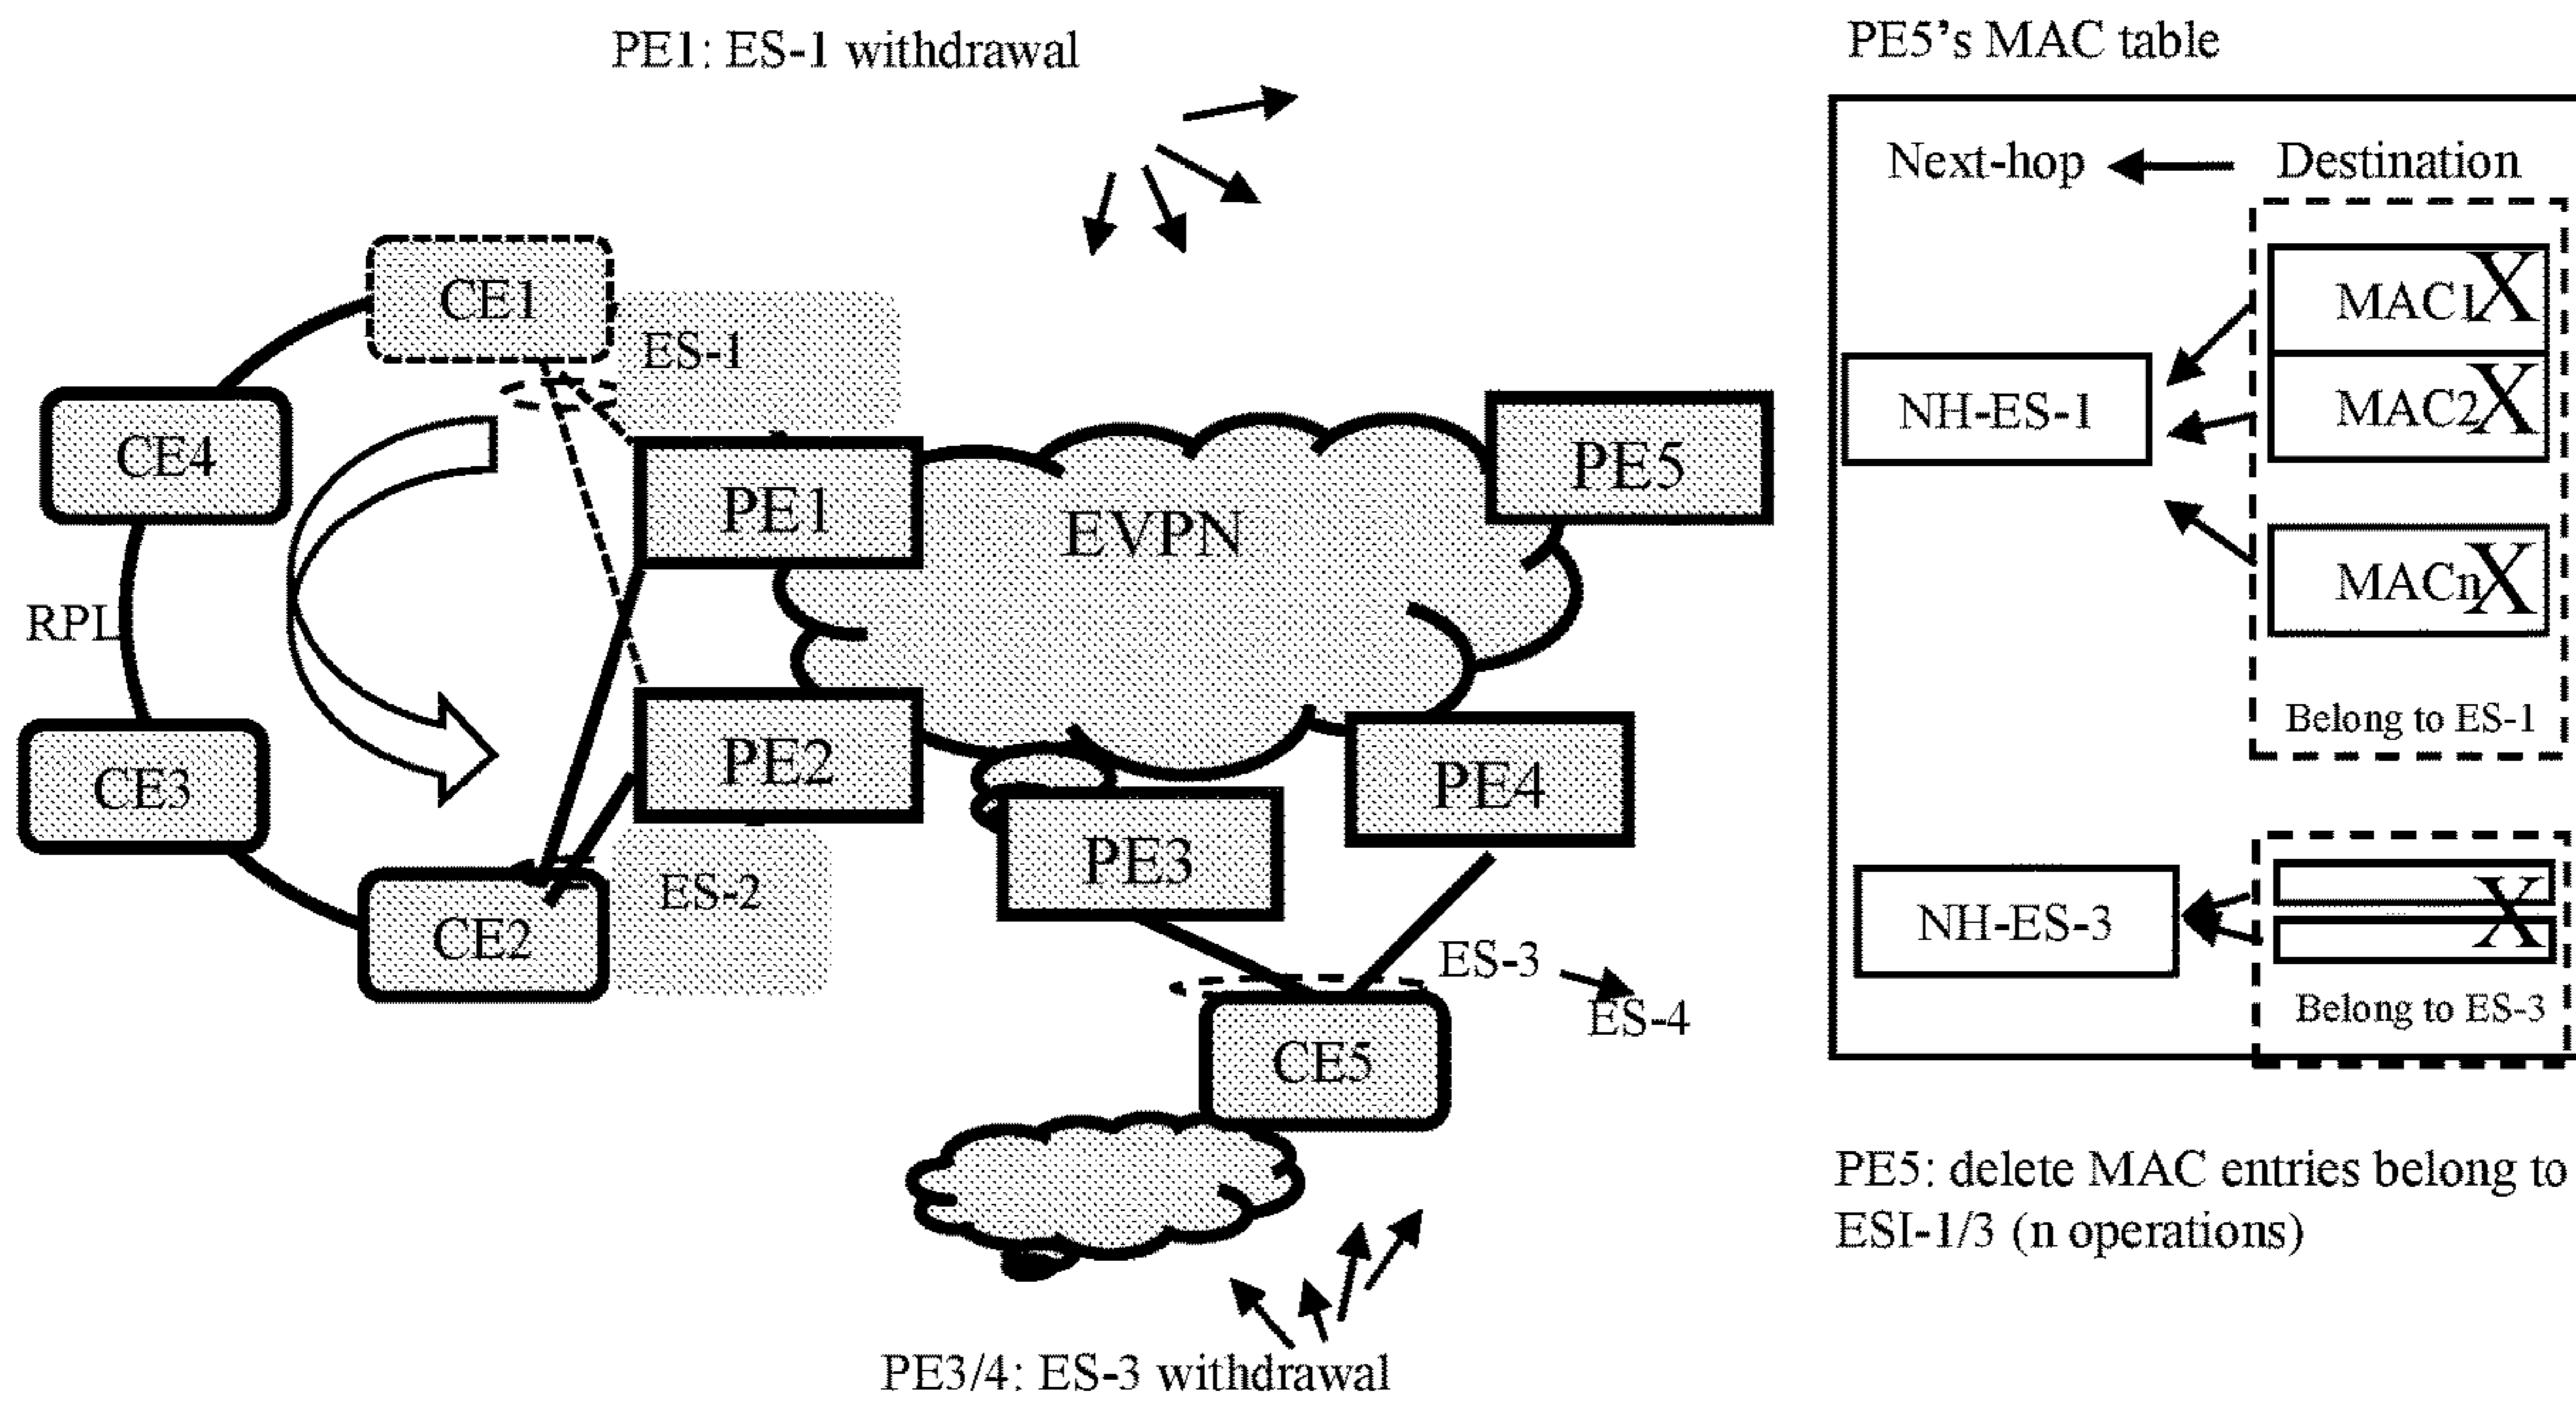 PE1: ES-1 withdrawal
PE5's MAC table
Next-hop
Destination
CE1
ES-1
MAC1
X
NH-ES-1
MAC2
X
CE4
PE1
EVPN
PE5
MACn
X
RPL
Belong to ES-1
CE3
PE2
PE4
PE3
ES-2
CE2
NH-ES-3
X
ES-3
ES-4
Belong to ES-3
CE5
PE5: delete MAC entries belong to
ESI-1/3 (n operations)
PE3/4: ES-3 withdrawal